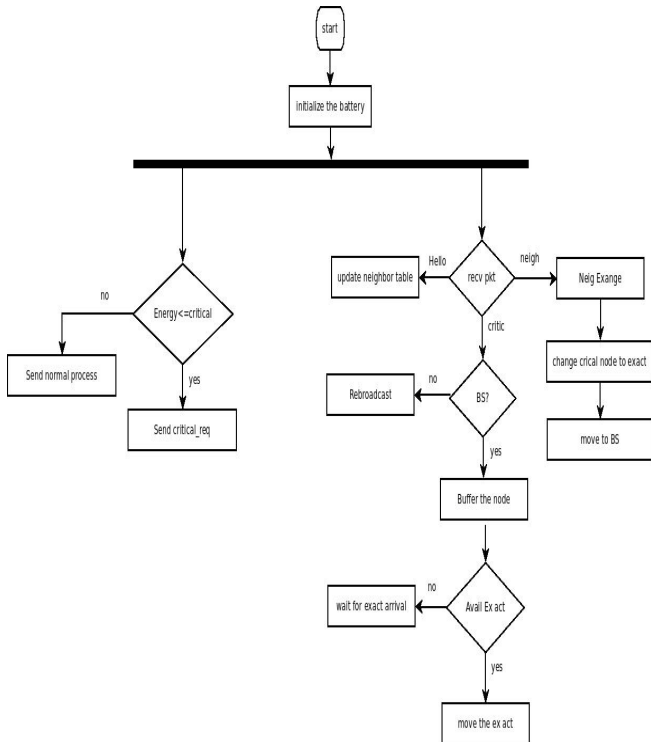 start
initialize the battery
Energy<=critical
no
Send normal process
yes
Send critical_req
recv pkt
Hello
update neighbor table
neigh
Neig Exange
change crical node to exact
move to BS
critic
BS?
no
Rebroadcast
yes
Buffer the node
Avail Ex act
no
wait for exact arrival
yes
move the ex act